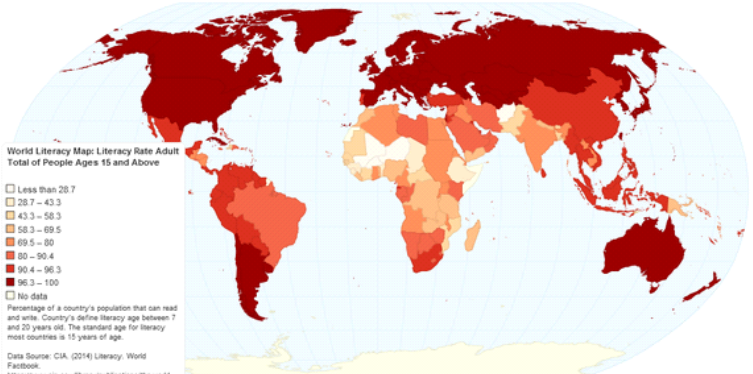 World Literacy Map: Literacy Rate Adult
Total of People Ages 15 and Above
Less than 28.7
28.7 – 43.3
43.3 – 58.3
58.3 – 69.5
69.5 – 80
80 – 90.4
90.4 – 96.3
96.3 – 100
No data
Percentage of a country's population that can read
and write. Country's define literacy age between 7
and 20 years old. The standard age for literacy
most countries is 15 years of age.
Data Source: CIA. (2014) Literacy. World
Factbook.